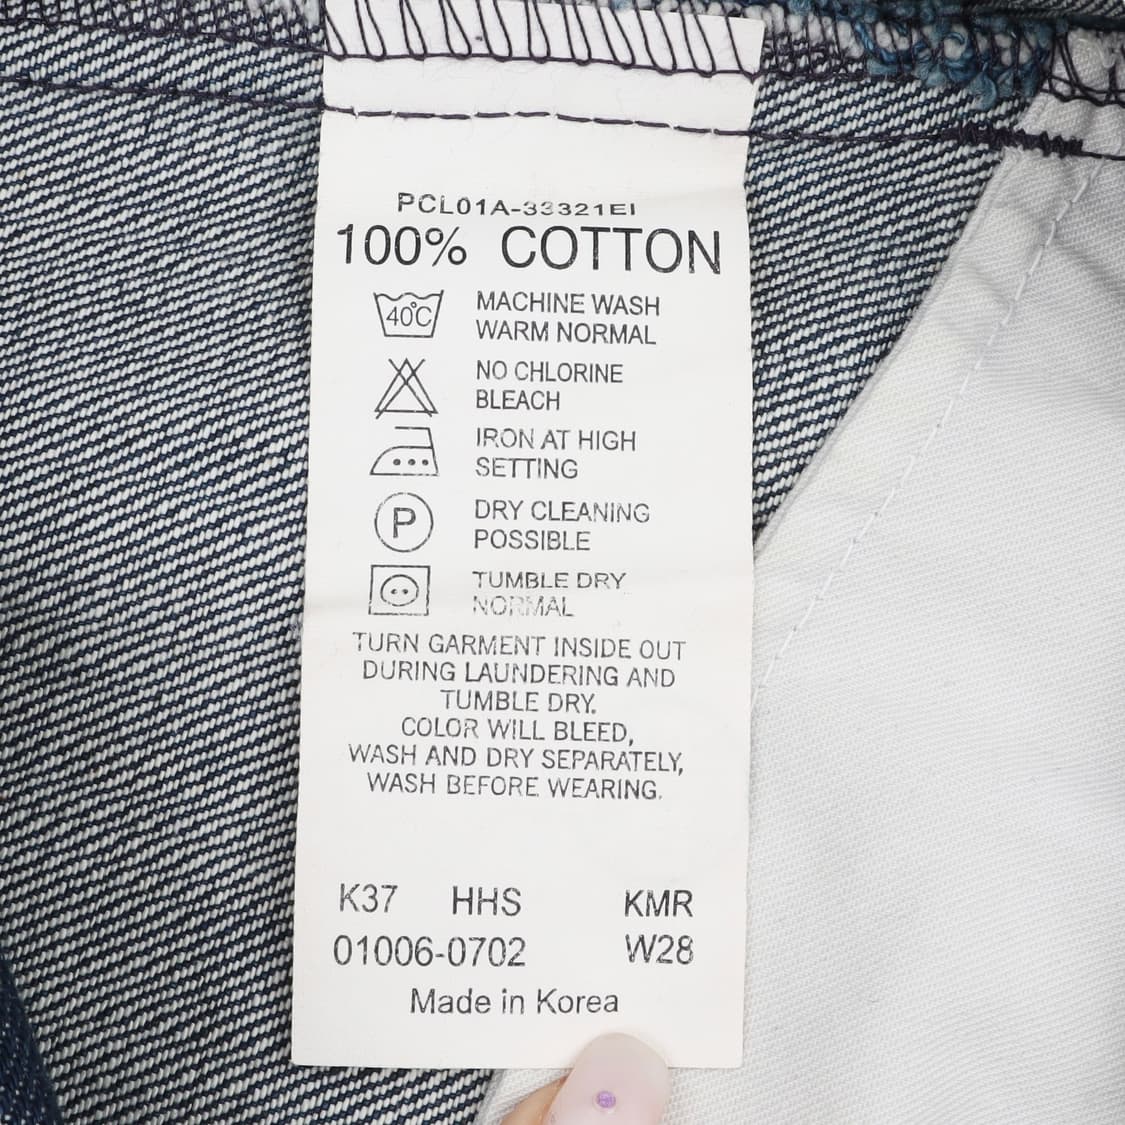 PCL01A-33321EI
100% COTTON
40°C MACHINE WASH
WARM NORMAL
NO CHLORINE
BLEACH
IRON AT HIGH
SETTING
P DRY CLEANING
POSSIBLE
TUMBLE DRY
NORMAL
TURN GARMENT INSIDE OUT
DURING LAUNDERING AND
TUMBLE DRY.
COLOR WILL BLEED,
WASH AND DRY SEPARATELY,
WASH BEFORE WEARING.
K37 HHS KMR
01006-0702 W28
Made in Korea